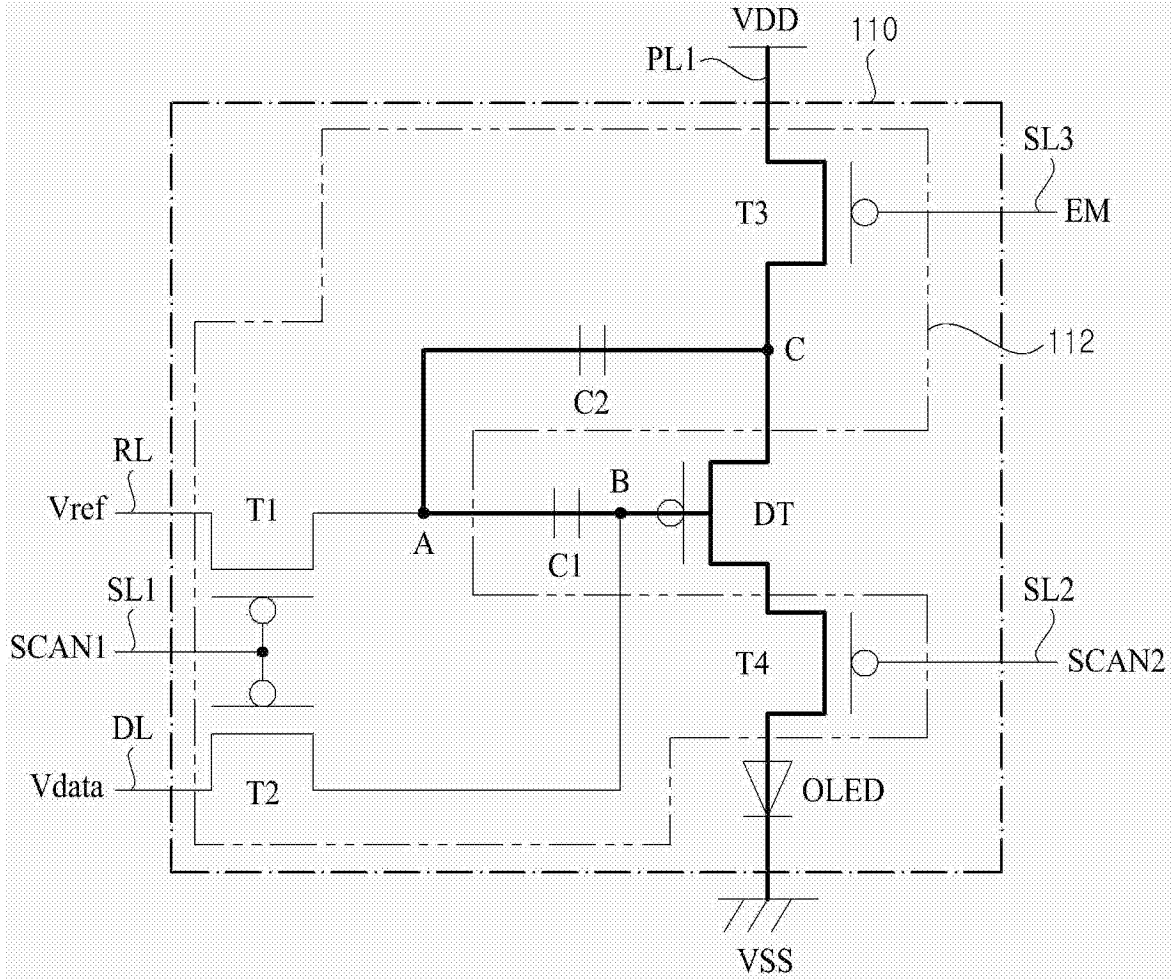 VDD
110
PL1
SL3
T3
EM
C
112
C2
RL
B
Vref
T1
DT
A
C1
SL1
SL2
SCAN1
T4
SCAN2
DL
Vdata
T2
OLED
VSS